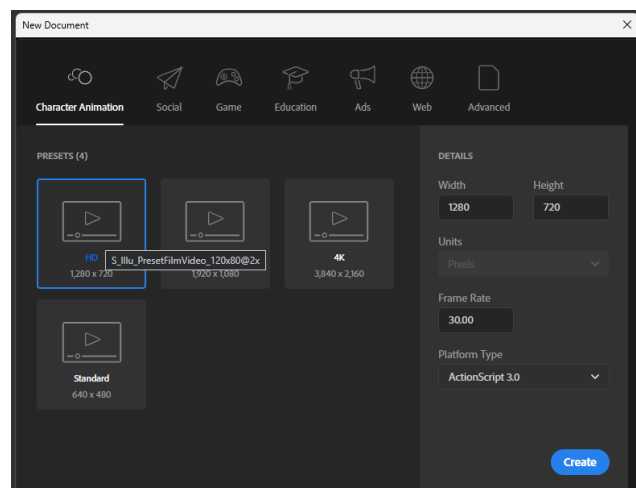 New Document
Character Animation
Social
Game
Education
Ads
Web
Advanced
PRESETS (4)
HD
1,280 x 720
S_Illu_PresetFilmVideo_120x80@2x
1,920 x 1,080
4K
3,840 x 2,160
Standard
640 x 480
DETAILS
Width
Height
1280
720
Units
Pixels
Frame Rate
30.00
Platform Type
ActionScript 3.0
Create